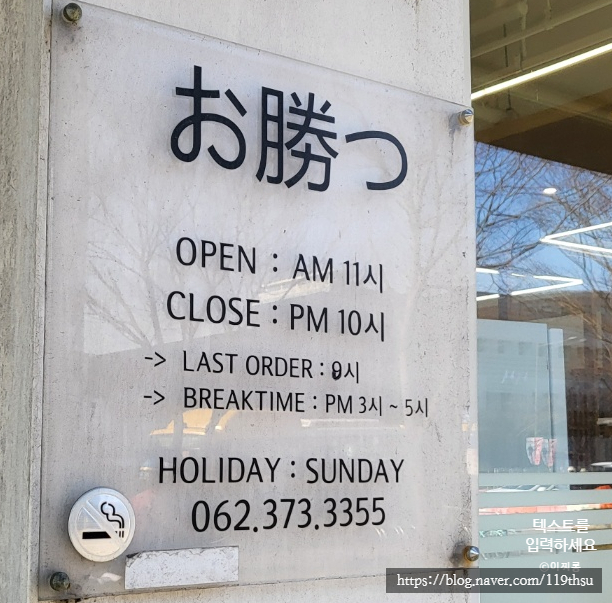 お勝つ
OPEN : AM 11시
CLOSE : PM 10시
-> LAST ORDER : 9시
-> BREAKTIME : PM 3시 ~ 5시
HOLIDAY : SUNDAY
062.373.3355
텍스트를
입력하세요
https://blog.naver.com/119thsu